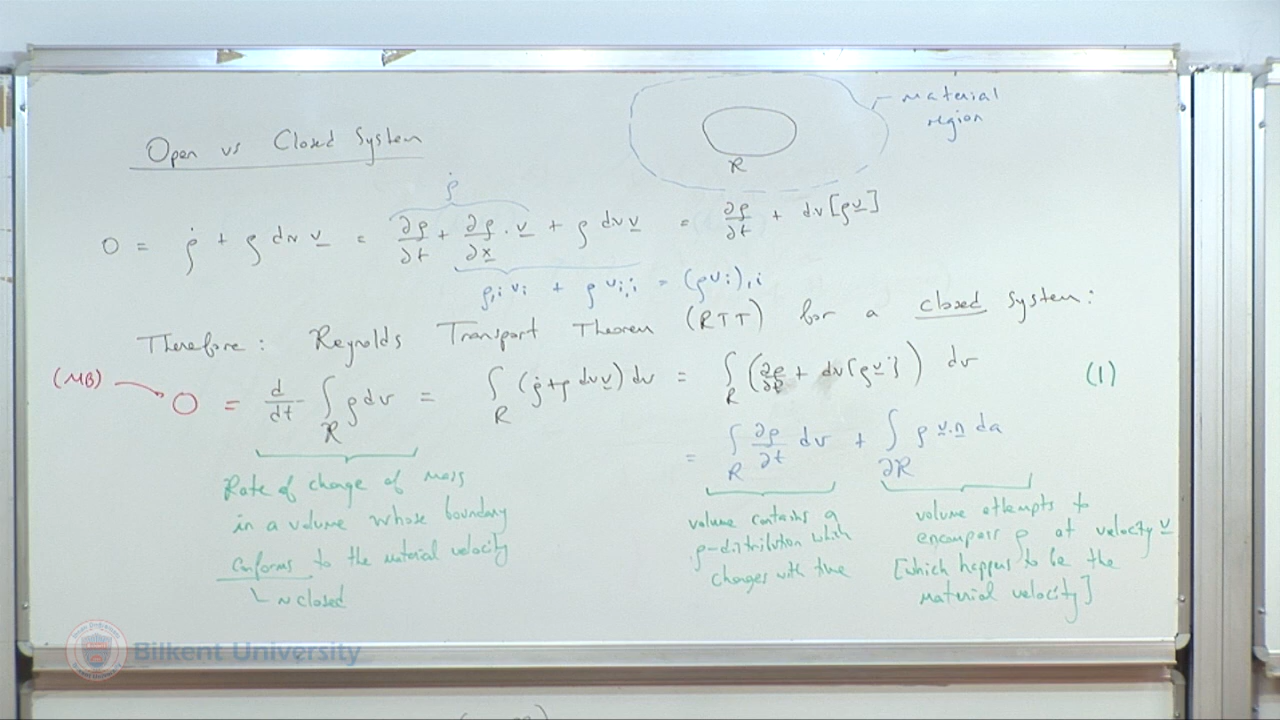 material
region
R
Open vs Closed System
ρ̇
0 = ρ̇ + ρ div v = ∂ρ/∂t + ∂ρ/∂x · v + ρ div v = ∂ρ/∂t + div[ρv]
ρ,i vi + ρ vi,i = (ρvi),i
Therefore: Reynolds Transport Theorem (RTT) for a closed system:
(MB)
0 = d/dt ∫R ρ dv = ∫R (ρ̇ + ρ div v) dv = ∫R (∂ρ/∂t + div[ρv]) dv (1)
= ∫R ∂ρ/∂t dv + ∫∂R ρ v·n da
Rate of change of mass
in a volume whose boundary
conforms to the material velocity
↳ ~ closed
volume contains a
ρ-distribution which
changes with time
volume attempts to
encompass ρ at velocity v
[which happens to be the
material velocity]
Bilkent University